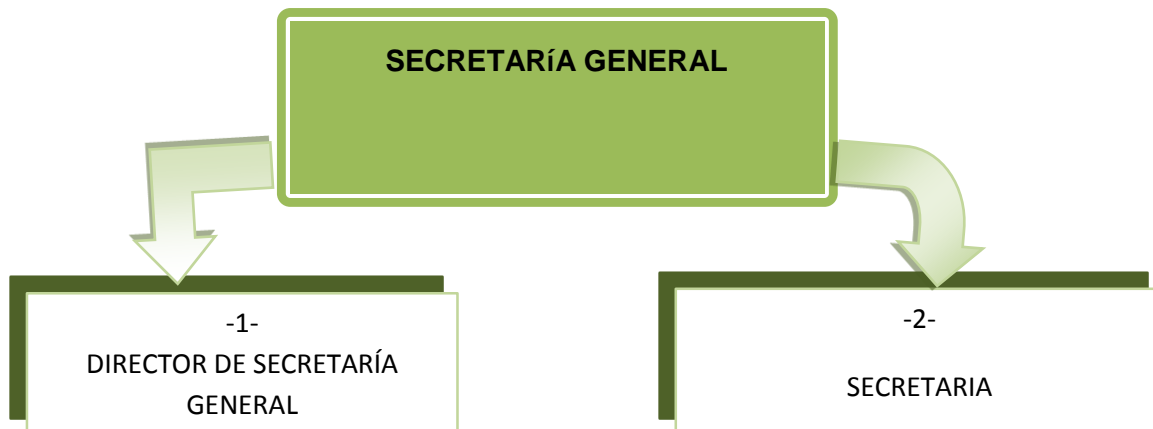 SECRETARíA GENERAL
-1-
DIRECTOR DE SECRETARÍA
GENERAL
-2-
SECRETARIA